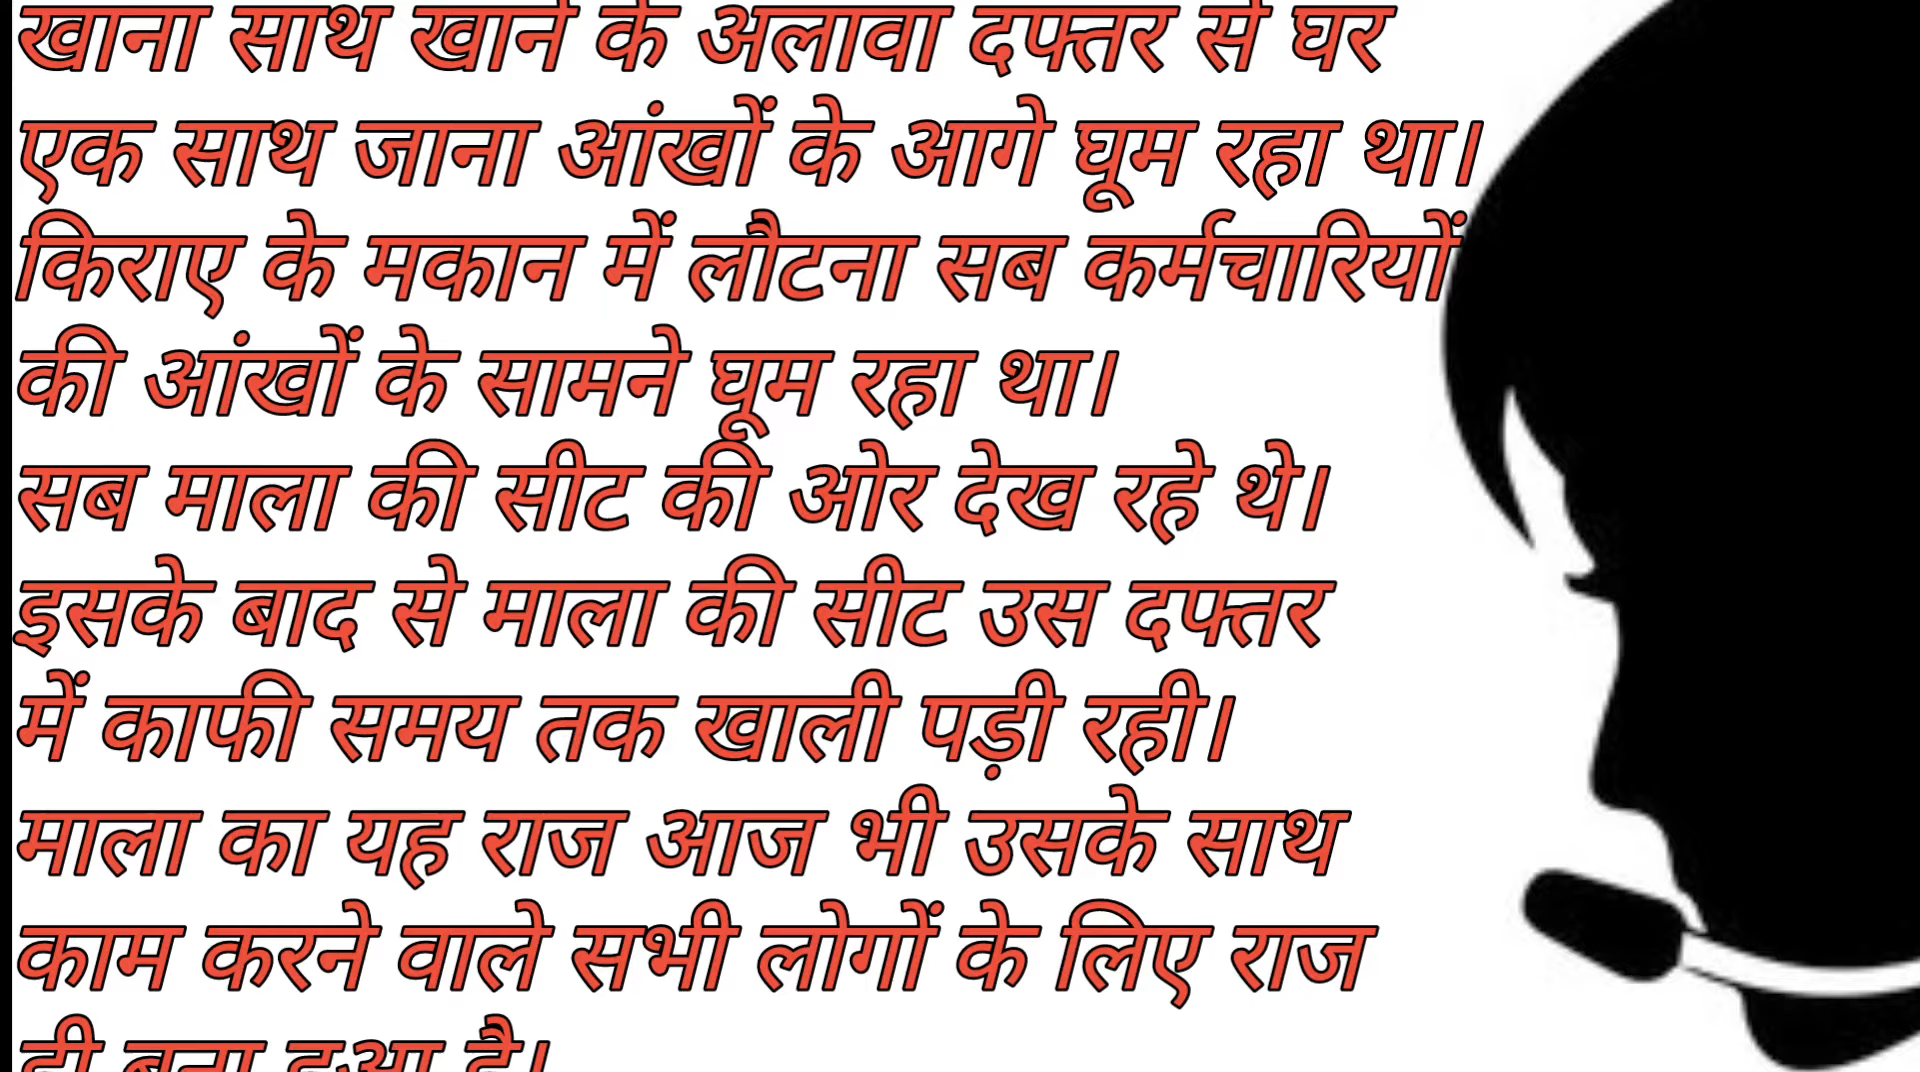 खाना साथ खाने के अलावा दफ्तर से घर
एक साथ जाना आंखों के आगे घूम रहा था।
किराए के मकान में लौटना सब कर्मचारियों
की आंखों के सामने घूम रहा था।
सब माला की सीट की ओर देख रहे थे।
इसके बाद से माला की सीट उस दफ्तर
में काफी समय तक खाली पड़ी रही।
माला का यह राज आज भी उसके साथ
काम करने वाले सभी लोगों के लिए राज
ही बना हुआ है।